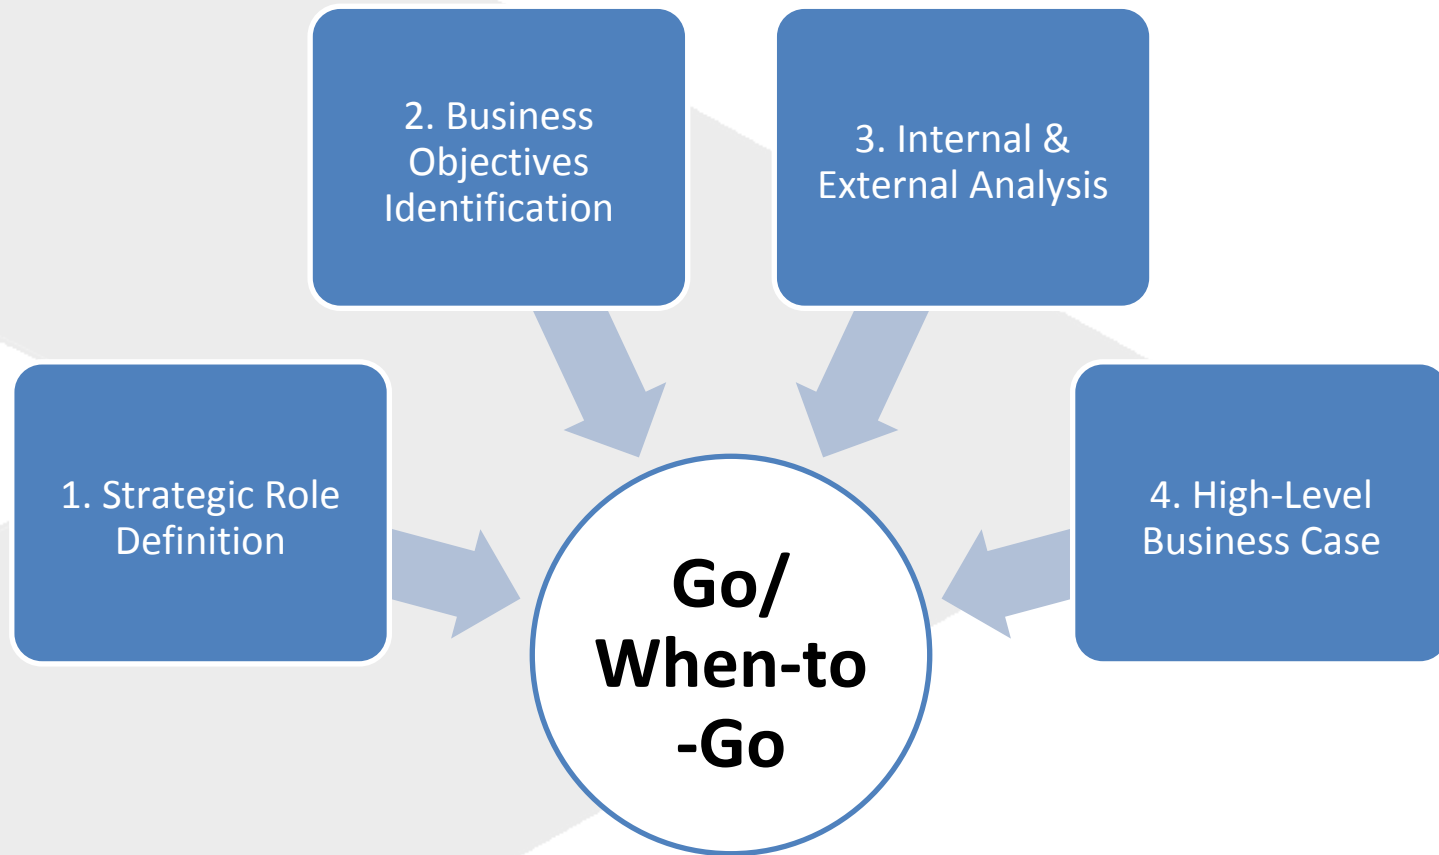 2. Business
Objectives
Identification
3. Internal &
External Analysis
1. Strategic Role
Definition
4. High-Level
Business Case
Go/
When-to
-Go